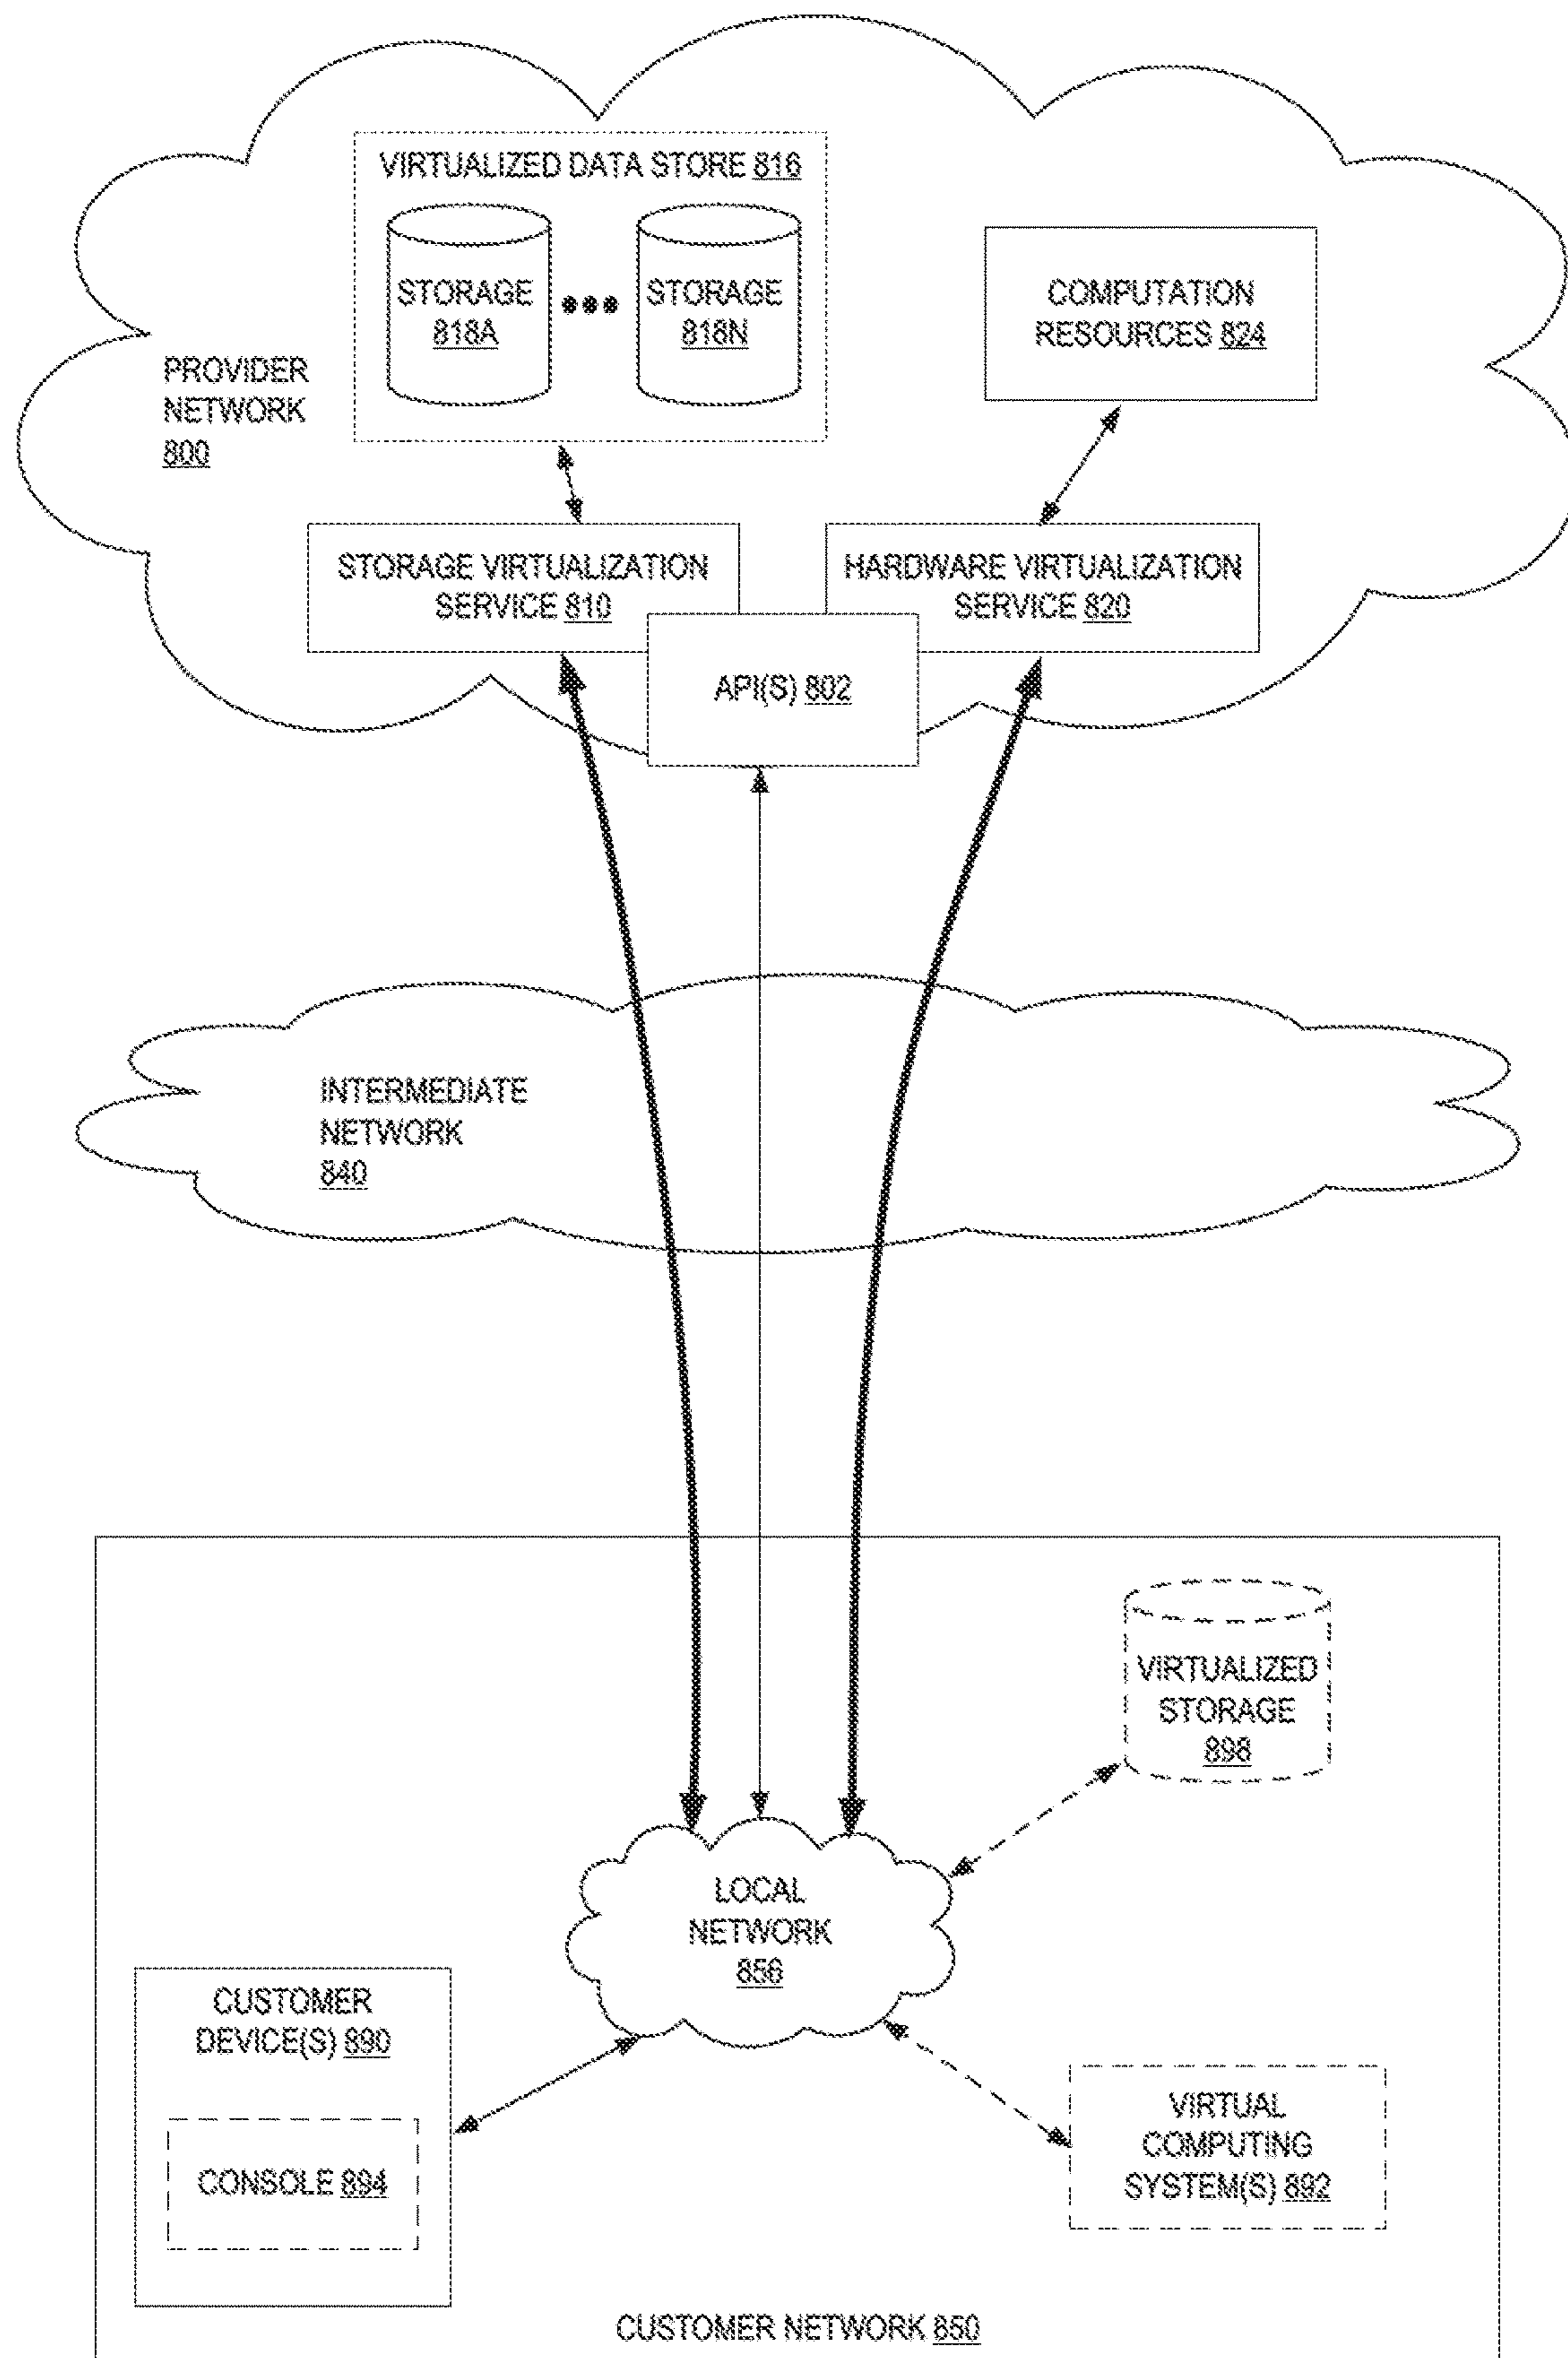 VIRTUALIZED DATA STORE 816
STORAGE
818A
STORAGE
818N
COMPUTATION
RESOURCES 824
PROVIDER
NETWORK
800
STORAGE VIRTUALIZATION
SERVICE 810
HARDWARE VIRTUALIZATION
SERVICE 820
API(S) 802
INTERMEDIATE
NETWORK
840
VIRTUALIZED
STORAGE
898
LOCAL
NETWORK
856
CUSTOMER
DEVICE(S) 890
CONSOLE 894
VIRTUAL
COMPUTING
SYSTEM(S) 892
CUSTOMER NETWORK 850